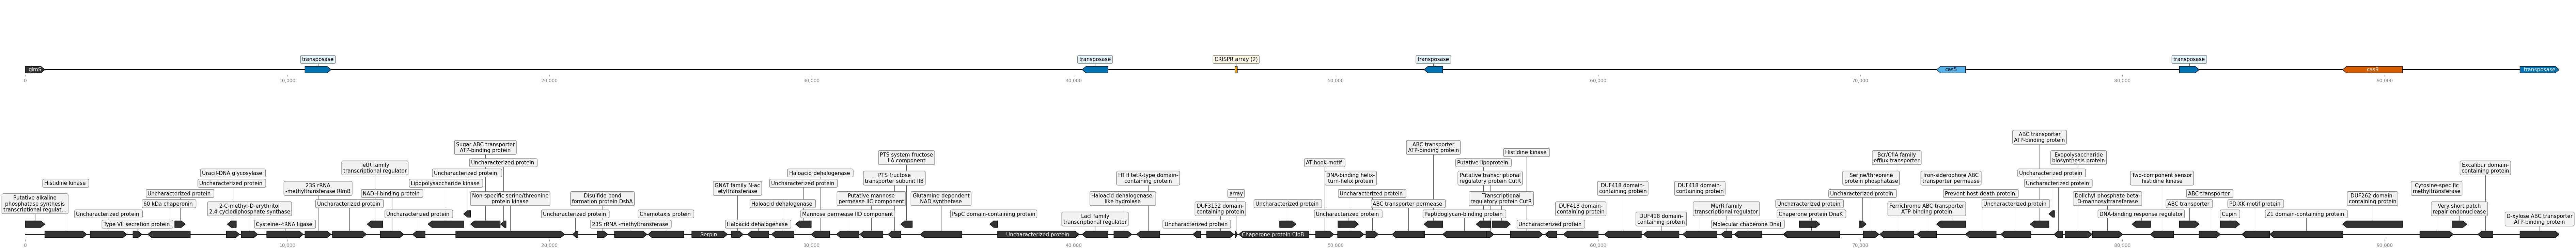 transposase
transposase
CRISPR array (2)
transposase
transposase
glmS
cas5
cas9
transposase
0
10,000
20,000
30,000
40,000
50,000
60,000
70,000
80,000
90,000
Putative alkaline
phosphatase synthesis
transcriptional regulat...
Histidine kinase
Uncharacterized protein
Type VII secretion protein
60 kDa chaperonin
Uncharacterized protein
Uracil-DNA glycosylase
Uncharacterized protein
2-C-methyl-D-erythritol
2,4-cyclodiphosphate synthase
Cysteine--tRNA ligase
23S rRNA
-methyltransferase RlmB
Uncharacterized protein
TetR family
transcriptional regulator
NADH-binding protein
Uncharacterized protein
Lipopolysaccharide kinase
Uncharacterized protein
Sugar ABC transporter
ATP-binding protein
Uncharacterized protein
Non-specific serine/threonine
protein kinase
Uncharacterized protein
Disulfide bond
formation protein DsbA
23S rRNA -methyltransferase
Chemotaxis protein
Serpin
GNAT family N-ac
etyltransferase
Haloacid dehalogenase
Haloacid dehalogenase
Uncharacterized protein
Haloacid dehalogenase
Mannose permease IID component
Putative mannose
permease IIC component
PTS fructose
transporter subunit IIB
PTS system fructose
IIA component
Glutamine-dependent
NAD synthetase
PspC domain-containing protein
Uncharacterized protein
LacI family
transcriptional regulator
Haloacid dehalogenase-
like hydrolase
HTH tetR-type domain-
containing protein
Uncharacterized protein
DUF3152 domain-
containing protein
array
Chaperone protein ClpB
Uncharacterized protein
AT hook motif
Uncharacterized protein
DNA-binding helix-
turn-helix protein
Uncharacterized protein
ABC transporter permease
ABC transporter
ATP-binding protein
Peptidoglycan-binding protein
Putative lipoprotein
Putative transcriptional
regulatory protein CutR
Transcriptional
regulatory protein CutR
Histidine kinase
Uncharacterized protein
DUF418 domain-
containing protein
DUF418 domain-
containing protein
DUF418 domain-
containing protein
DUF418 domain-
containing protein
MerR family
transcriptional regulator
Molecular chaperone DnaJ
Uncharacterized protein
Chaperone protein DnaK
Uncharacterized protein
Serine/threonine
protein phosphatase
Bcr/CflA family
efflux transporter
Ferrichrome ABC transporter
ATP-binding protein
Iron-siderophore ABC
transporter permease
Prevent-host-death protein
Uncharacterized protein
ABC transporter
ATP-binding protein
Uncharacterized protein
Uncharacterized protein
Exopolysaccharide
biosynthesis protein
Dolichyl-phosphate beta-
D-mannosyltransferase
DNA-binding response regulator
Two-component sensor
histidine kinase
ABC transporter
ABC transporter
Cupin
PD-XK motif protein
Z1 domain-containing protein
DUF262 domain-
containing protein
Cytosine-specific
methyltransferase
Very short patch
repair endonuclease
Excalibur domain-
containing protein
D-xylose ABC transporter
ATP-binding protein
0
10,000
20,000
30,000
40,000
50,000
60,000
70,000
80,000
90,000